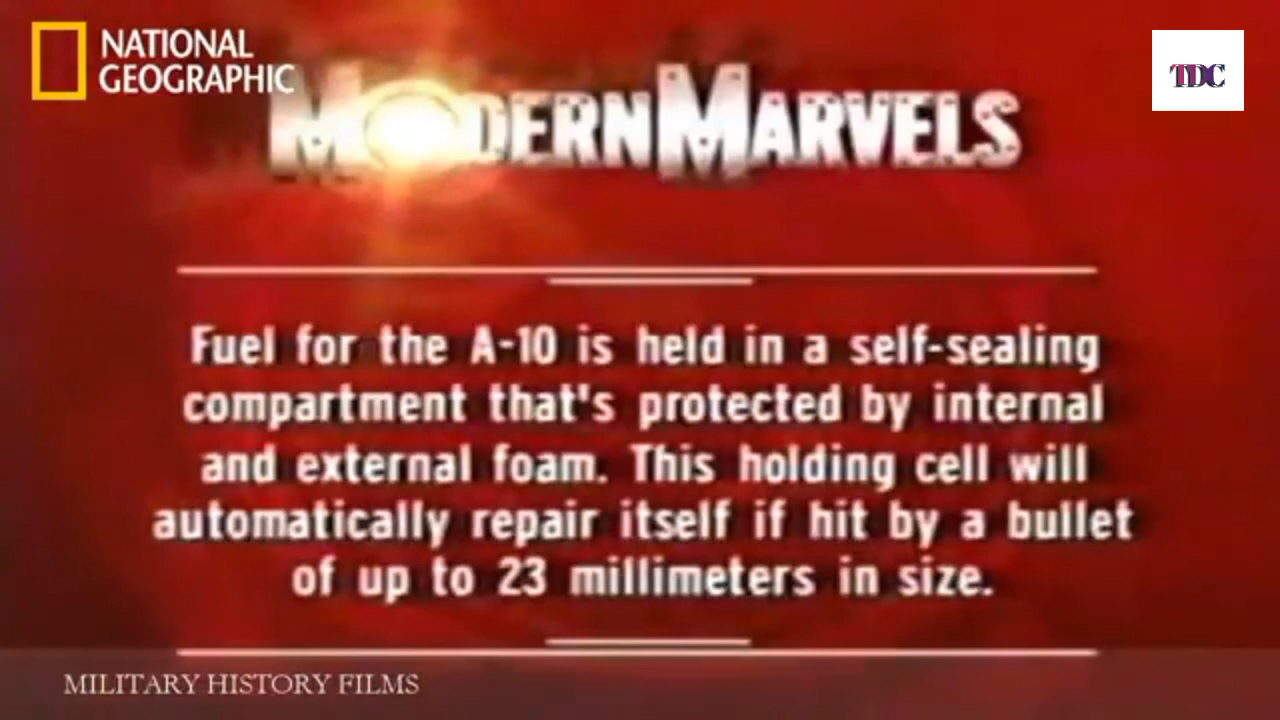 NATIONAL
GEOGRAPHIC
TDC
MODERN MARVELS
Fuel for the A-10 is held in a self-sealing
compartment that's protected by internal
and external foam. This holding cell will
automatically repair itself if hit by a bullet
of up to 23 millimeters in size.
MILITARY HISTORY FILMS